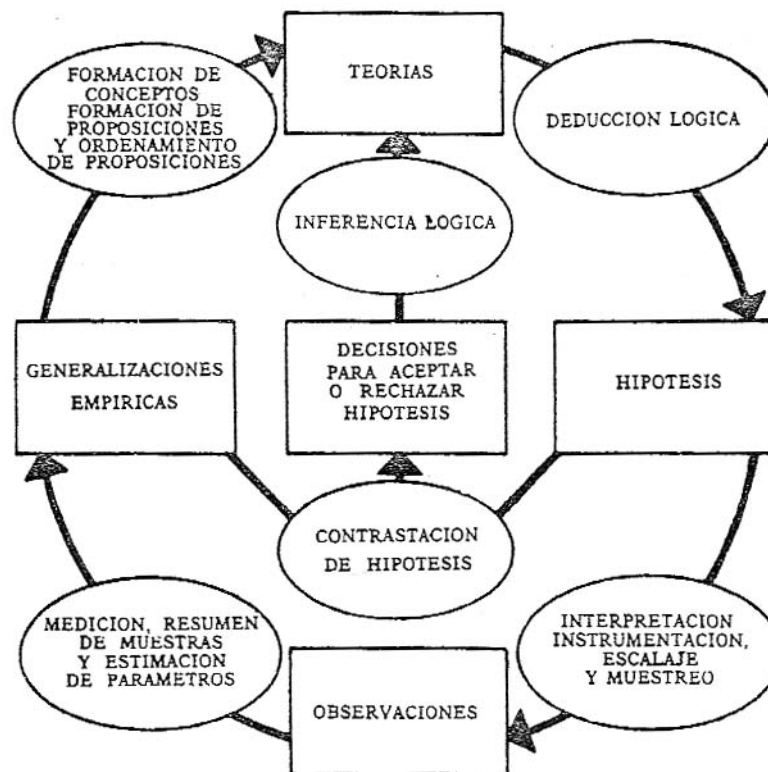 FORMACION DE
CONCEPTOS
FORMACION DE
PROPOSICIONES
Y ORDENAMIENTO
DE PROPOSICIONES
TEORÍAS
DEDUCCION LOGICA
INFERENCIA LOGICA
GENERALIZACIONES
EMPIRICAS
DECISIONES
PARA ACEPTAR
O RECHAZAR
HIPOTESIS
HIPOTESIS
CONTRASTACION
DE HIPOTESIS
MEDICION, RESUMEN
DE MUESTRAS
Y ESTIMACION
DE PARAMETROS
OBSERVACIONES
INTERPRETACION
INSTRUMENTACION,
ESCALAJE
Y MUESTREO